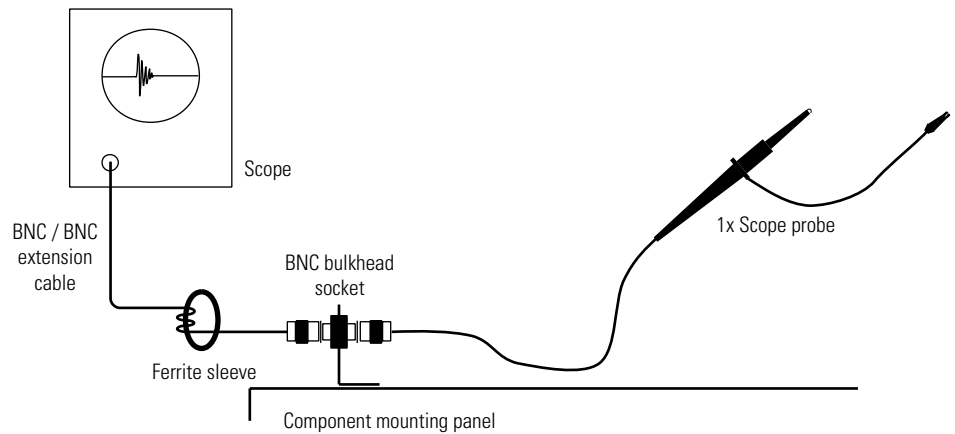 Scope
BNC / BNC
extension
cable
BNC bulkhead
socket
1x Scope probe
Ferrite sleeve
Component mounting panel